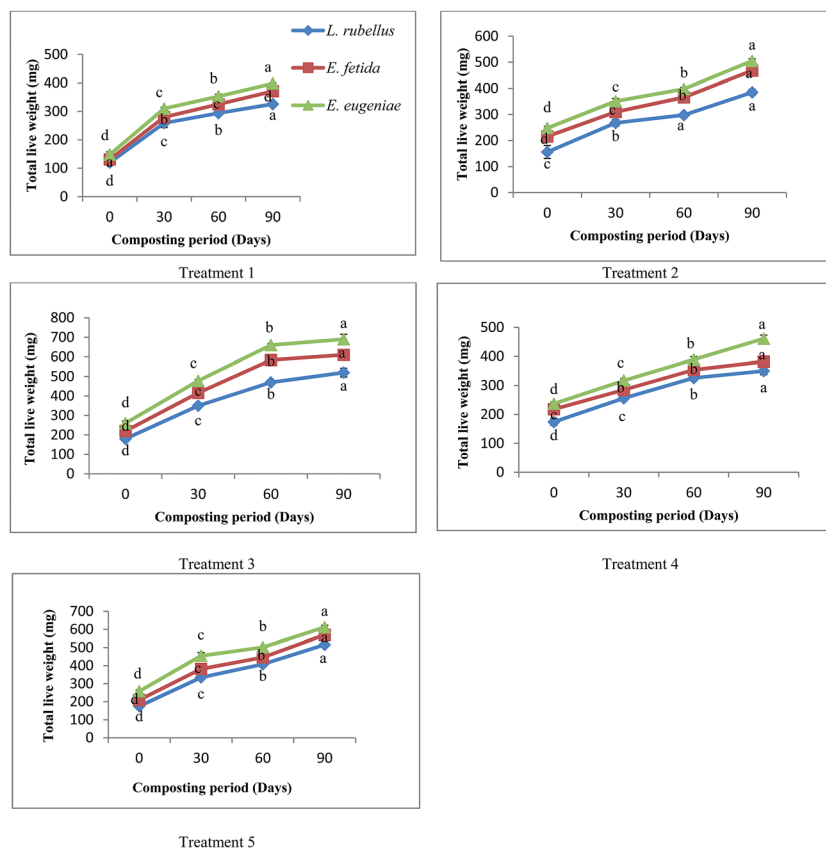 500
400
300
200
100
0
Total live weight (mg)
d a d
c b c
b c b
a d a
0 30 60 90
Composting period (Days)
L. rubellus
E. fetida
E. eugeniae
Treatment 1
600
500
400
300
200
100
0
Total live weight (mg)
d d c
c c b
b b a
a a a
0 30 60 90
Composting period (Days)
Treatment 2
800
700
600
500
400
300
200
100
0
Total live weight (mg)
d d d
c c c
b b b
a a a
0 30 60 90
Composting period (Days)
Treatment 3
500
400
300
200
100
0
Total live weight (mg)
d c d
c b c
b b b
a a a
0 30 60 90
Composting period (Days)
Treatment 4
700
600
500
400
300
200
100
0
Total live weight (mg)
d d d
c c c
b b b
a a a
0 30 60 90
Composting period (Days)
Treatment 5